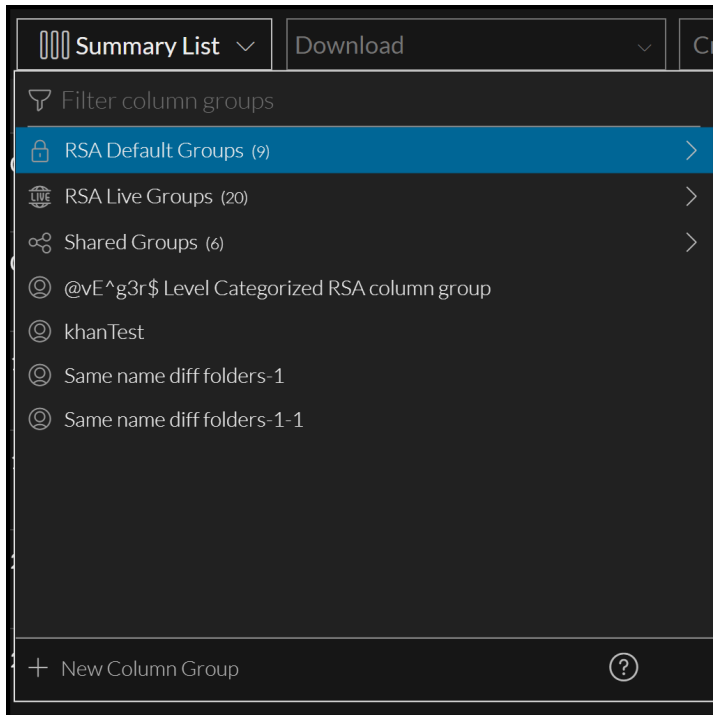 Summary List
Download
Filter column groups
RSA Default Groups (9)
LIVE RSA Live Groups (20)
Shared Groups (6)
@vE^g3r$ Level Categorized RSA column group
khanTest
Same name diff folders-1
Same name diff folders-1-1
+ New Column Group ?